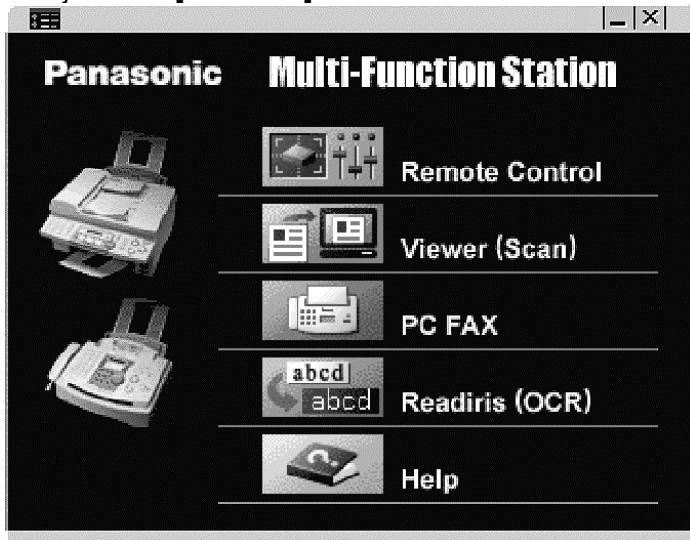 Panasonic Multi-Function Station
Remote Control
Viewer (Scan)
PC FAX
abcd
abcd
Readiris (OCR)
Help